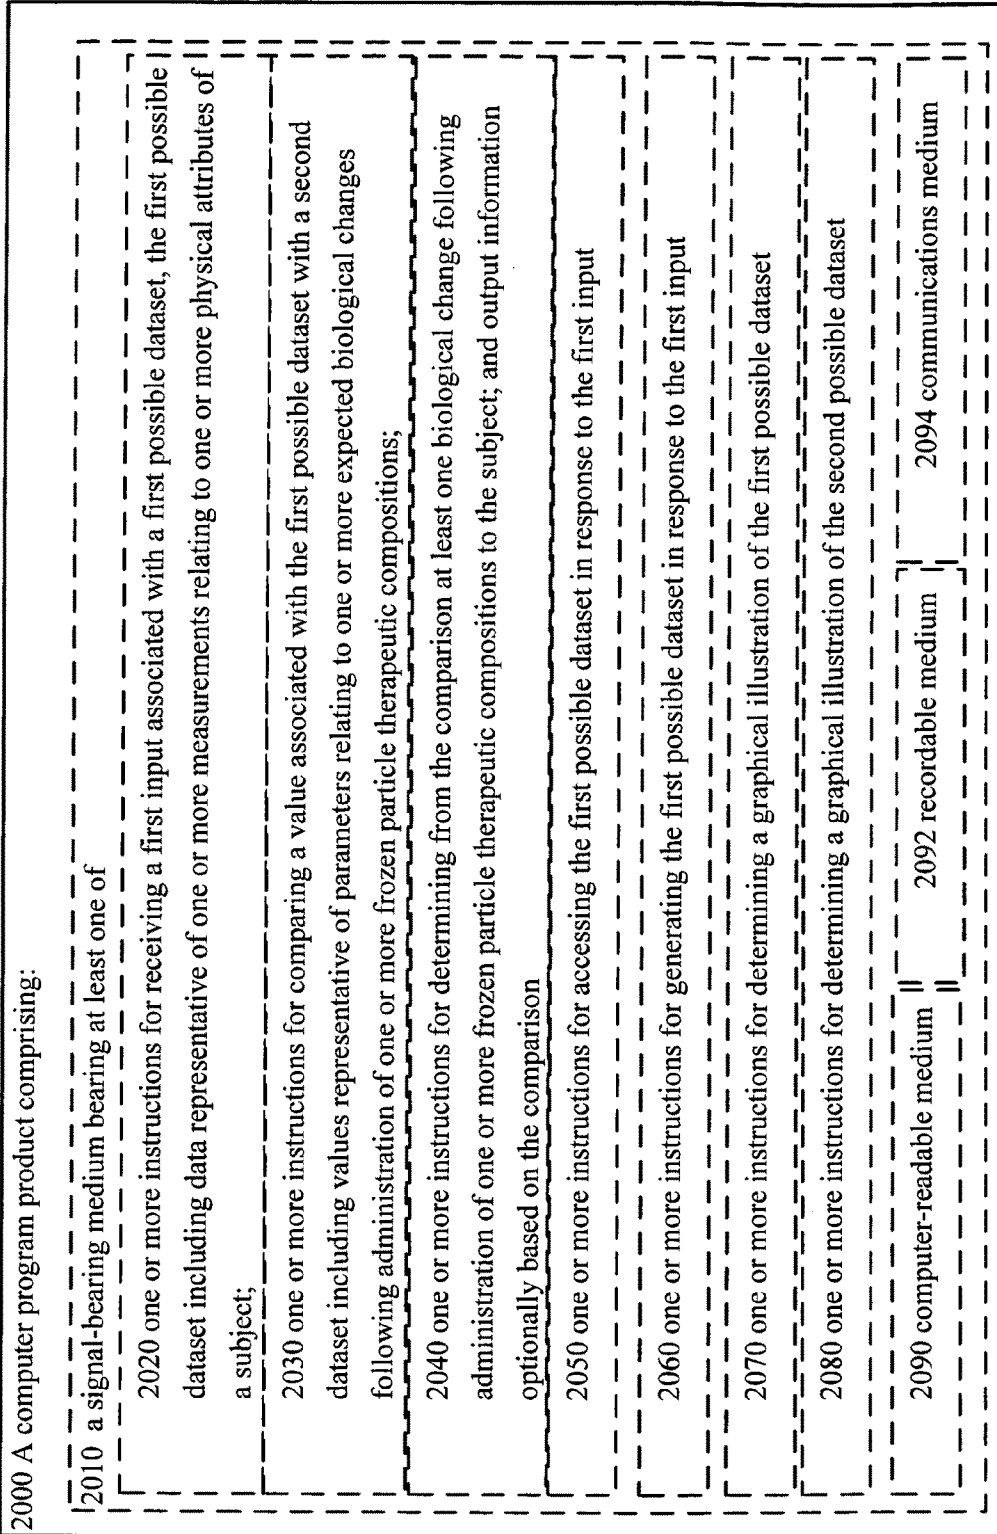 2000 A computer program product comprising:
2010 a signal-bearing medium bearing at least one of
2020 one or more instructions for receiving a first input associated with a first possible dataset, the first possible
dataset including data representative of one or more measurements relating to one or more physical attributes of
a subject;
2030 one or more instructions for comparing a value associated with the first possible dataset with a second
dataset including values representative of parameters relating to one or more expected biological changes
following administration of one or more frozen particle therapeutic compositions;
2040 one or more instructions for determining from the comparison at least one biological change following
administration of one or more frozen particle therapeutic compositions to the subject; and output information
optionally based on the comparison
2050 one or more instructions for accessing the first possible dataset in response to the first input
2060 one or more instructions for generating the first possible dataset in response to the first input
2070 one or more instructions for determining a graphical illustration of the first possible dataset
2080 one or more instructions for determining a graphical illustration of the second possible dataset
2090 computer-readable medium
2092 recordable medium
2094 communications medium